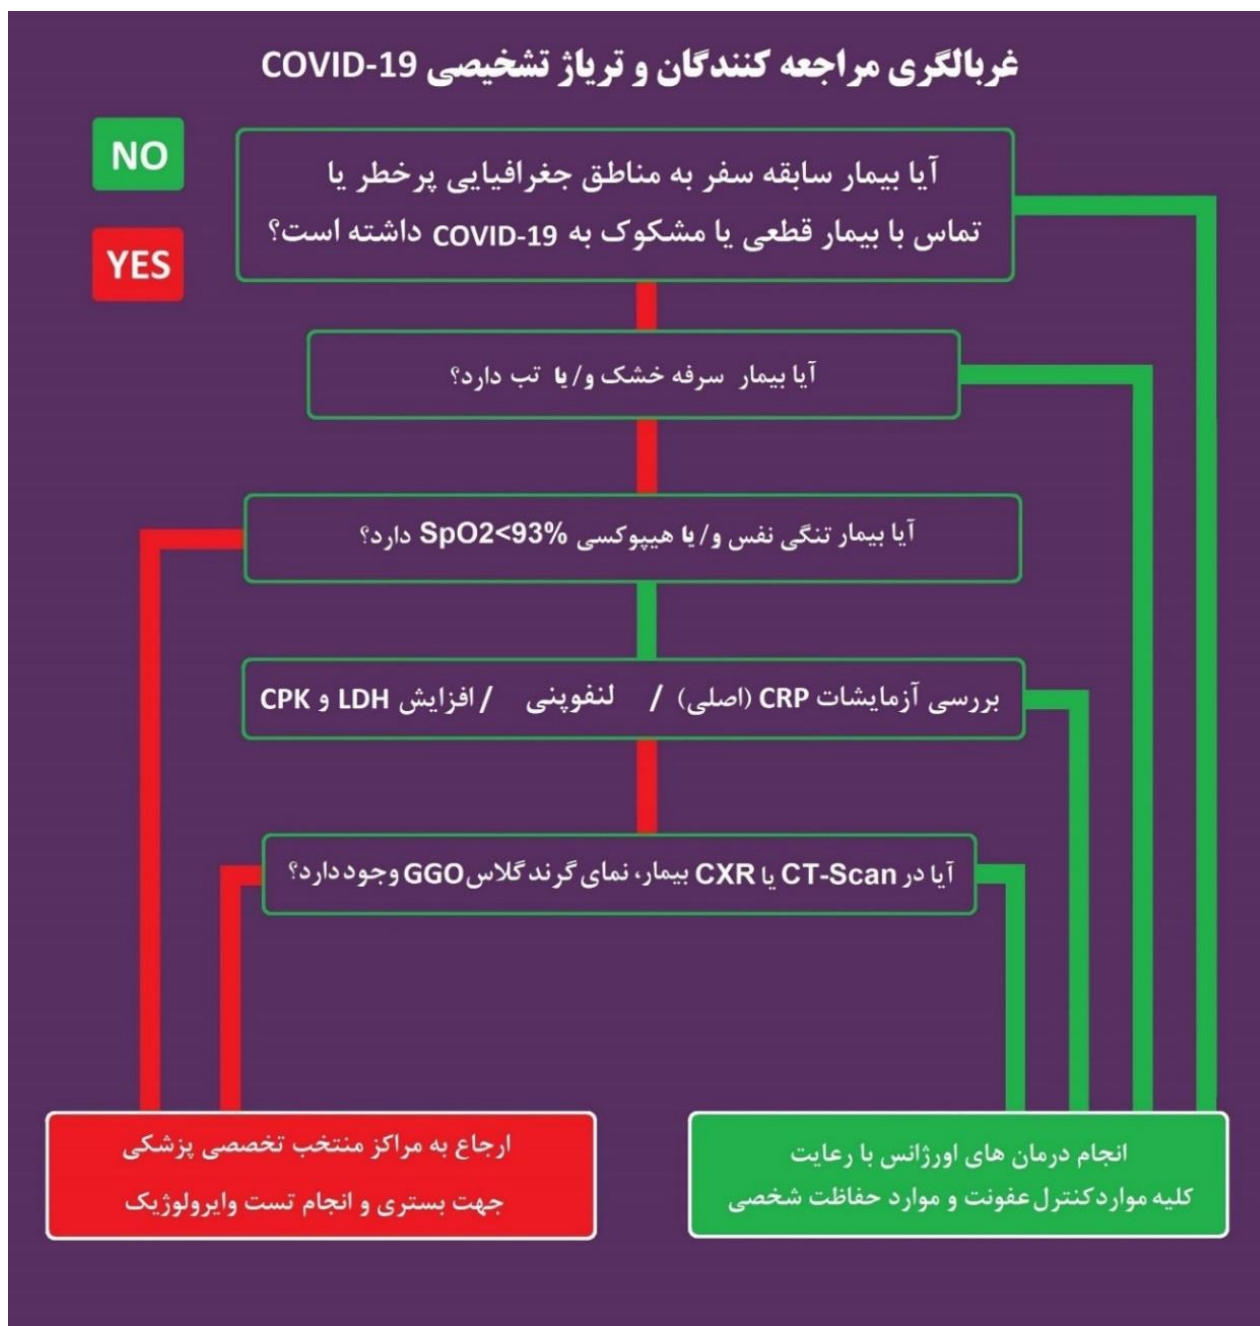 غربالگری مراجعه کنندگان و تریاژ تشخیصی COVID-19
NO
YES
آیا بیمار سابقه سفر به مناطق جغرافیایی پرخطر یا
تماس با بیمار قطعی یا مشکوک به COVID-19 داشته است؟
آیا بیمار سرفه خشک و/یا تب دارد؟
آیا بیمار تنگی نفس و/یا هیپوکسی SpO2<93% دارد؟
بررسی آزمایشات CRP (اصلی) / لنفوپنی / افزایش LDH و CPK
آیا در CT-Scan یا CXR بیمار، نمای گرند گلاس GGO وجود دارد؟
انجام درمان های اورژانس با رعایت
کلیه موارد کنترل عفونت و موارد حفاظت شخصی
ارجاع به مراکز منتخب تخصصی پزشکی
جهت بستری و انجام تست وایرولوژیک